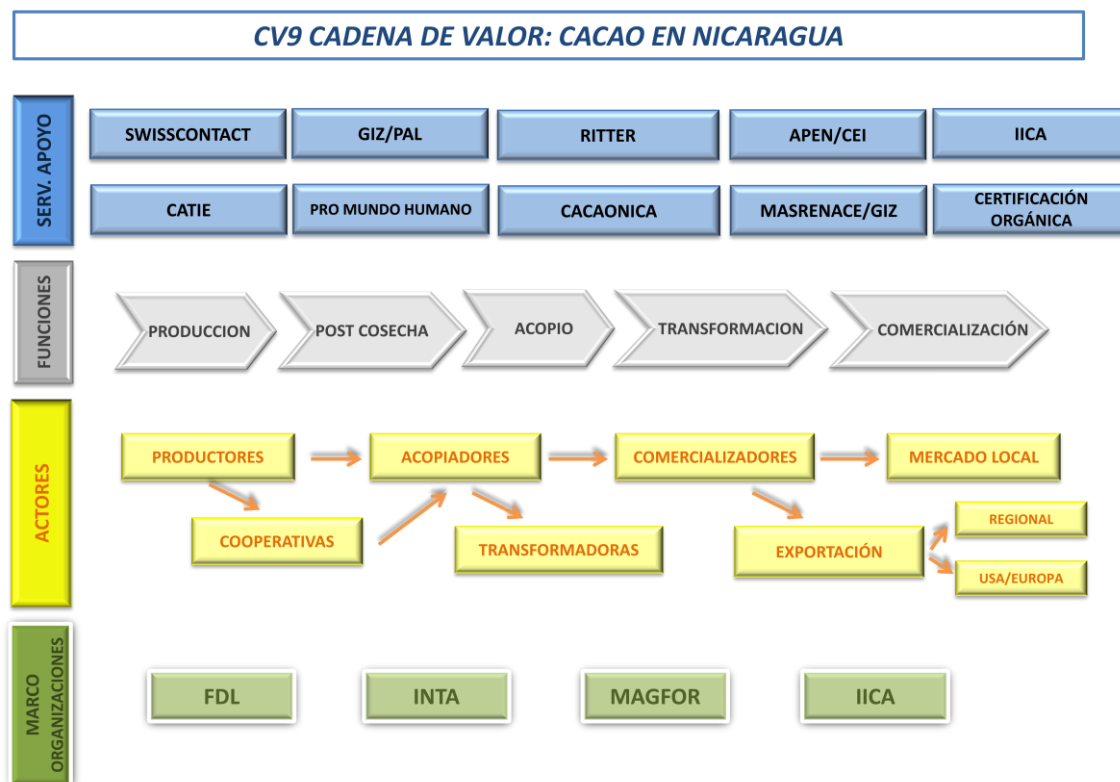 CV9 CADENA DE VALOR: CACAO EN NICARAGUA
SERV. APOYO
SWISSCONTACT
GIZ/PAL
RITTER
APEN/CEI
IICA
CATIE
PRO MUNDO HUMANO
CACAONICA
MASRENACE/GIZ
CERTIFICACIÓN
ORGÁNICA
FUNCIONES
PRODUCCION
POST COSECHA
ACOPIO
TRANSFORMACION
COMERCIALIZACIÓN
ACTORES
PRODUCTORES
ACOPIADORES
COMERCIALIZADORES
MERCADO LOCAL
COOPERATIVAS
TRANSFORMADORAS
EXPORTACIÓN
REGIONAL
USA/EUROPA
MARCO
ORGANIZACIONES
FDL
INTA
MAGFOR
IICA